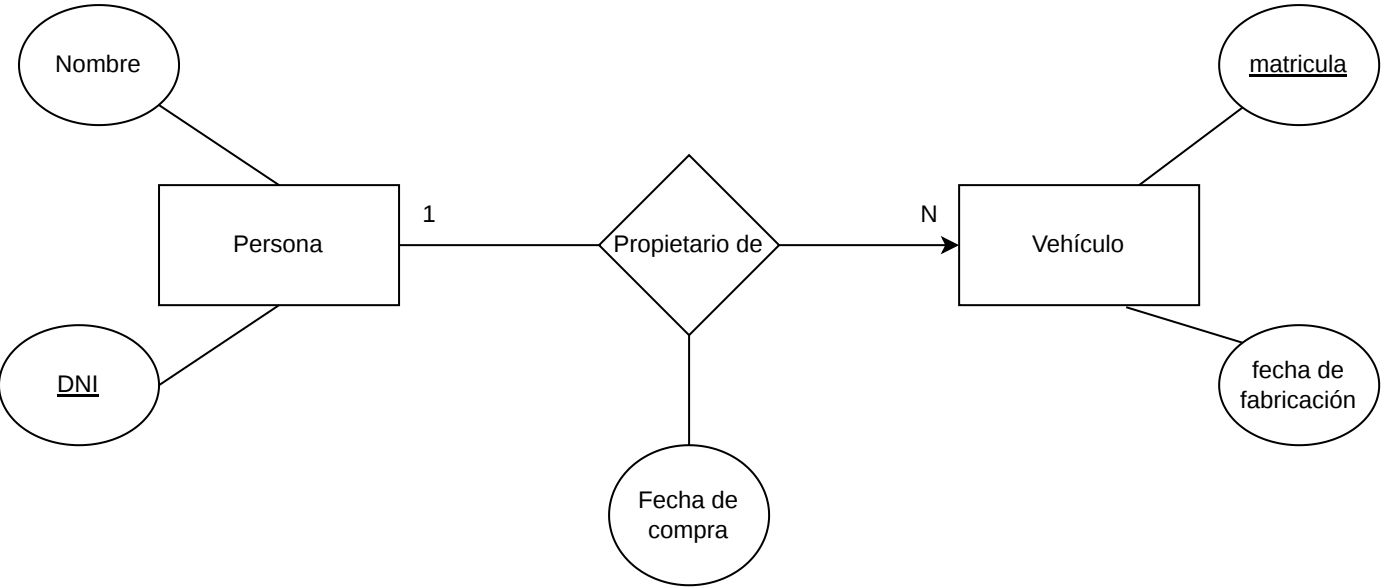 Nombre
matricula
1
N
Persona
Propietario de
Vehículo
DNI
fecha de
fabricación
Fecha de
compra